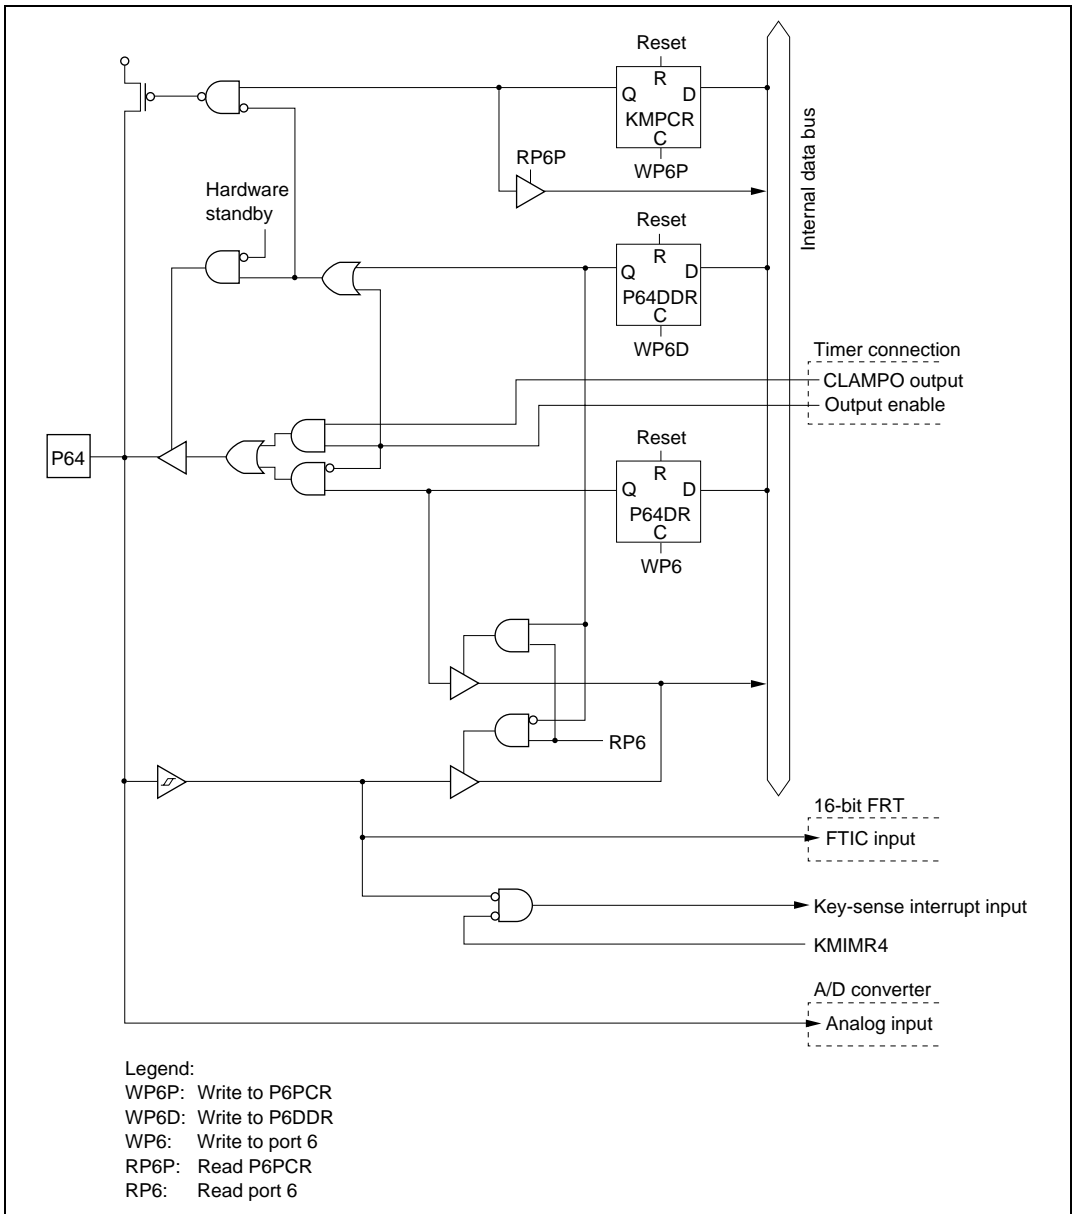 Reset
R
Q D
KMPCR
C
WP6P
RP6P
Internal data bus
Hardware
standby
Reset
R
Q D
P64DDR
C
WP6D
Timer connection
CLAMPO output
Output enable
P64
Reset
R
Q D
P64DR
C
WP6
RP6
16-bit FRT
FTIC input
Key-sense interrupt input
KMIMR4
A/D converter
Analog input
Legend:
WP6P: Write to P6PCR
WP6D: Write to P6DDR
WP6: Write to port 6
RP6P: Read P6PCR
RP6: Read port 6